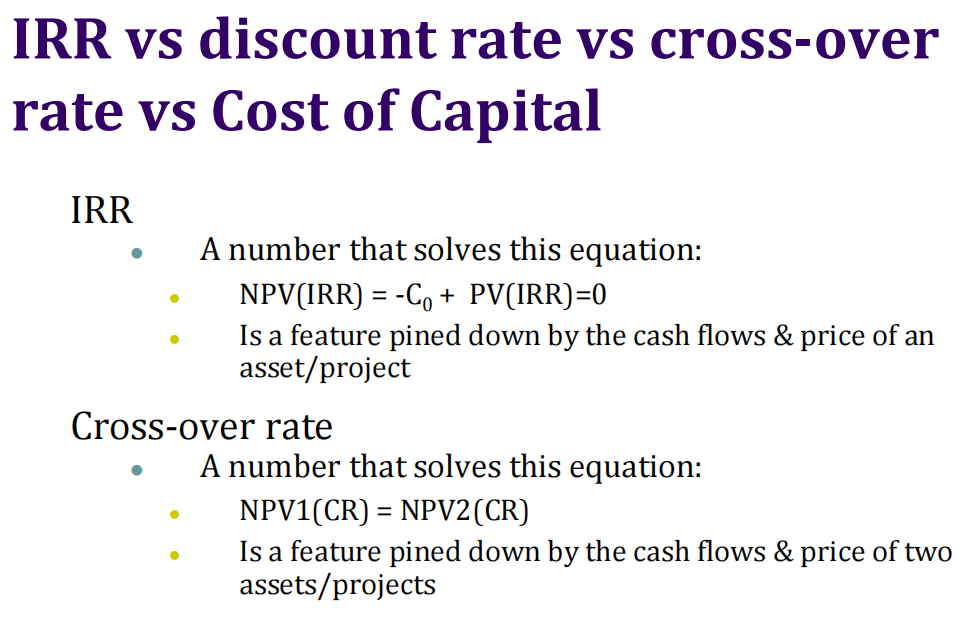 IRR vs discount rate vs cross-over
rate vs Cost of Capital
IRR
● A number that solves this equation:
● NPV(IRR) = -C₀ + PV(IRR)=0
● Is a feature pined down by the cash flows & price of an
asset/project
Cross-over rate
● A number that solves this equation:
● NPV1(CR) = NPV2(CR)
● Is a feature pined down by the cash flows & price of two
assets/projects